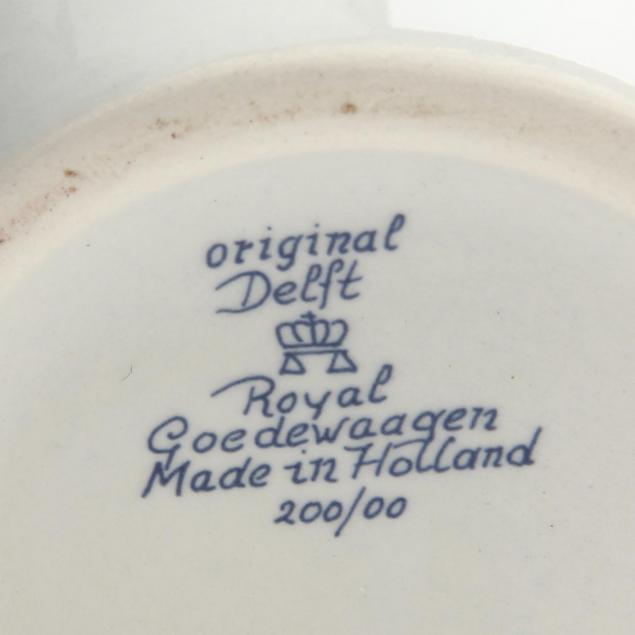 original
Delft
Royal
Goedewaagen
Made in Holland
200/00